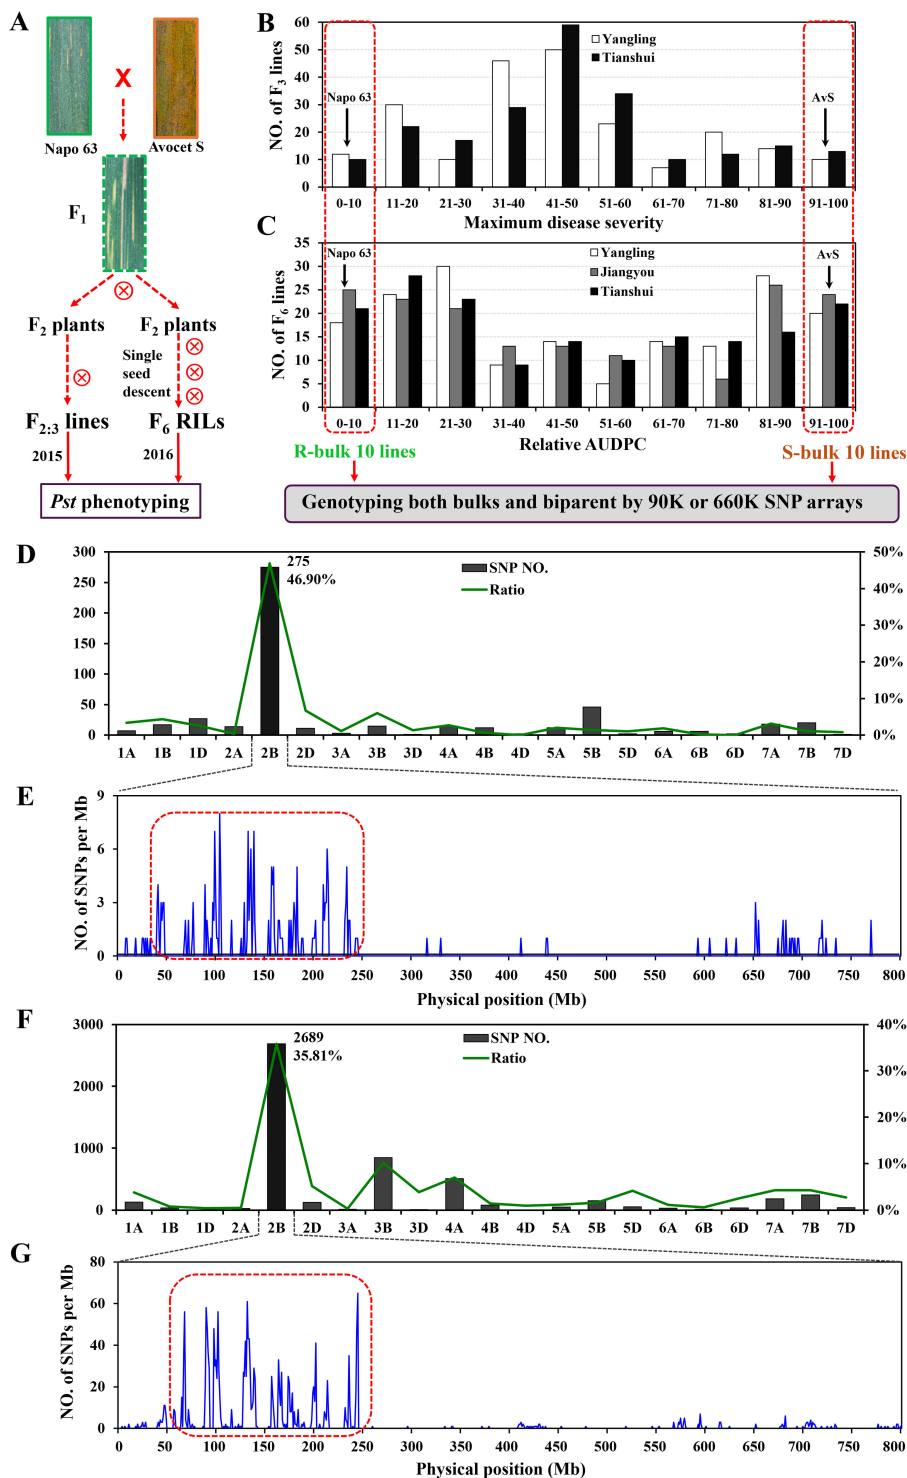 A
Napo 63
X
Avocet S
F1
F2 plants
F2 plants
Single
seed
descent
F2:3 lines
F6 RILs
2015
2016
Pst phenotyping
B
NO. of F3 lines
60
50
40
30
20
10
0
Yangling
Tianshui
Napo 63
AvS
0-10
11-20
21-30
31-40
41-50
51-60
61-70
71-80
81-90
91-100
Maximum disease severity
C
NO. of F6 lines
35
30
25
20
15
10
5
0
Yangling
Jiangyou
Tianshui
Napo 63
AvS
0-10
11-20
21-30
31-40
41-50
51-60
61-70
71-80
81-90
91-100
Relative AUDPC
R-bulk 10 lines
S-bulk 10 lines
Genotyping both bulks and biparent by 90K or 660K SNP arrays
D
300
250
200
150
100
50
0
275
46.90%
SNP NO.
Ratio
50%
40%
30%
20%
10%
0%
1A 1B 1D 2A 2B 2D 3A 3B 3D 4A 4B 4D 5A 5B 5D 6A 6B 6D 7A 7B 7D
E
NO. of SNPs per Mb
9
6
3
0
0 50 100 150 200 250 300 350 400 450 500 550 600 650 700 750 800
Physical position (Mb)
F
3000
2000
1000
0
2689
35.81%
SNP NO.
Ratio
40%
30%
20%
10%
0%
1A 1B 1D 2A 2B 2D 3A 3B 3D 4A 4B 4D 5A 5B 5D 6A 6B 6D 7A 7B 7D
G
NO. of SNPs per Mb
80
60
40
20
0
0 50 100 150 200 250 300 350 400 450 500 550 600 650 700 750 800
Physical position (Mb)